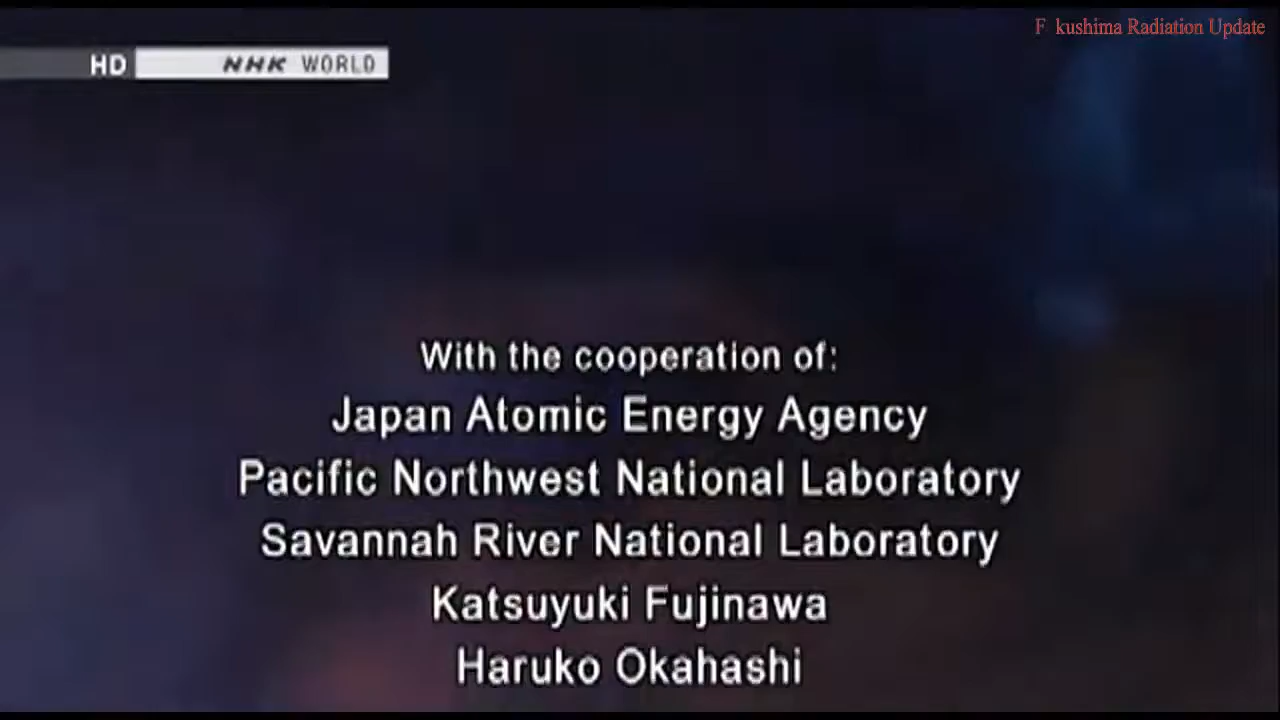 F kushima Radiation Update
HD NHK WORLD
With the cooperation of:
Japan Atomic Energy Agency
Pacific Northwest National Laboratory
Savannah River National Laboratory
Katsuyuki Fujinawa
Haruko Okahashi